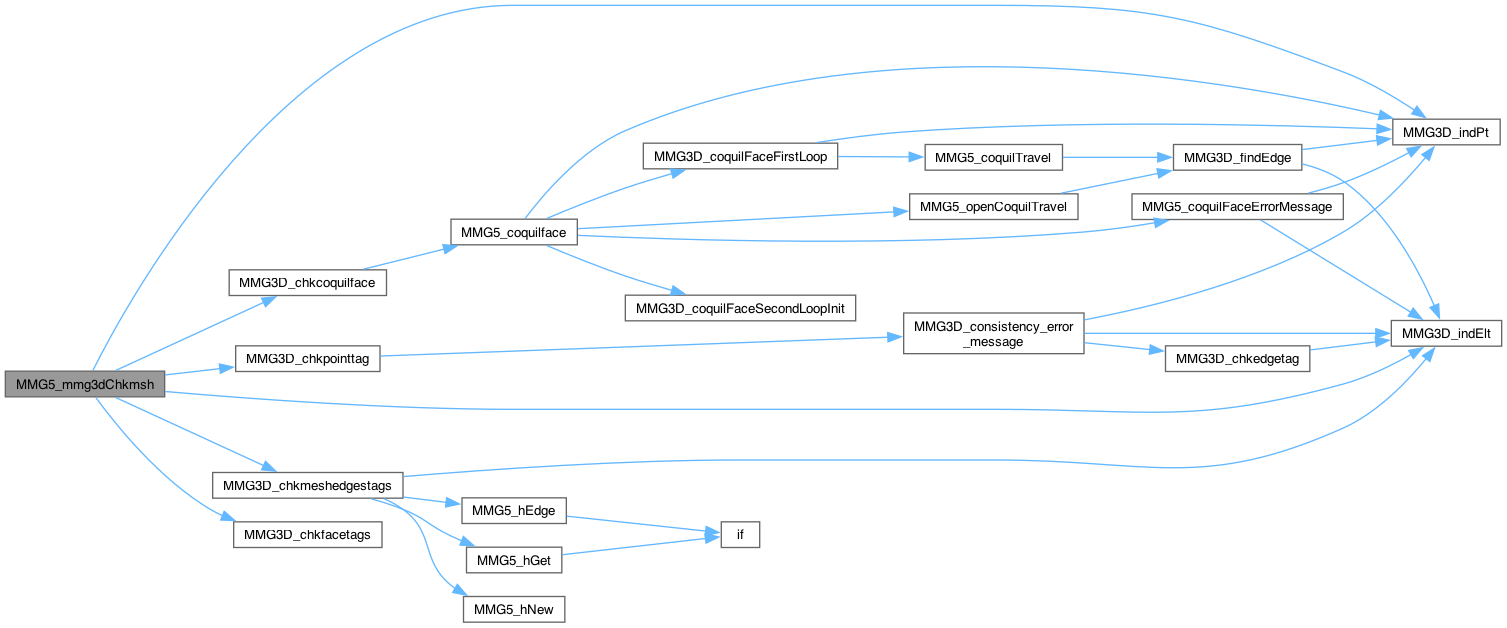 MMG5_mmg3dChkmsh
MMG3D_chkcoquilface
MMG5_coquilface
MMG3D_coquilFaceFirstLoop
MMG5_coquilTravel
MMG3D_findEdge
MMG3D_indPt
MMG5_openCoquilTravel
MMG5_coquilFaceErrorMessage
MMG3D_coquilFaceSecondLoopInit
MMG3D_indElt
MMG3D_chkpointtag
MMG3D_consistency_error
_message
MMG3D_chkedgetag
MMG3D_chkmeshedgestags
MMG5_hEdge
MMG5_hGet
MMG5_hNew
if
MMG3D_chkfacetags